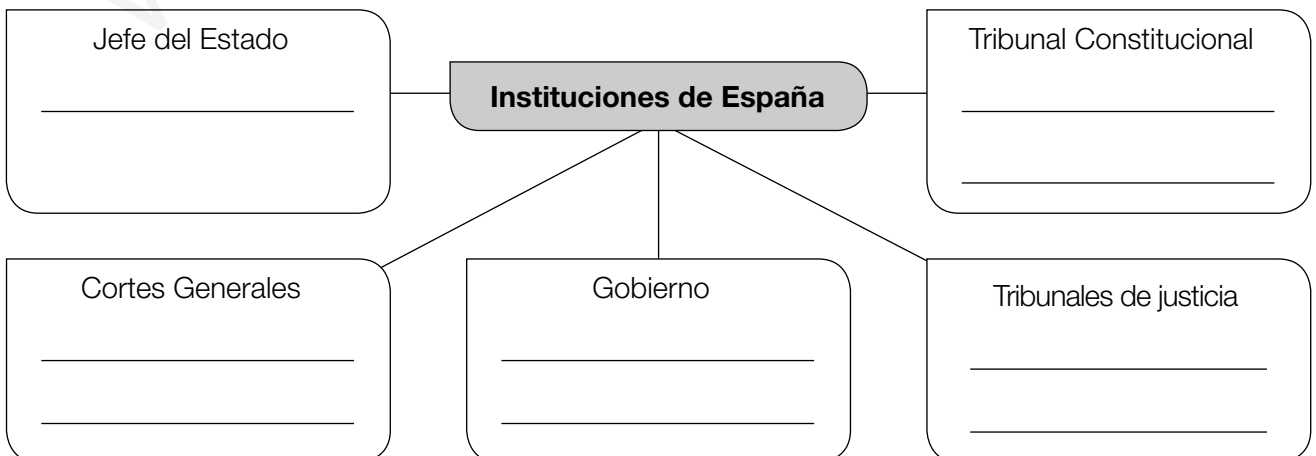 Jefe del Estado
Instituciones de España
Tribunal Constitucional
Cortes Generales
Gobierno
Tribunales de justicia